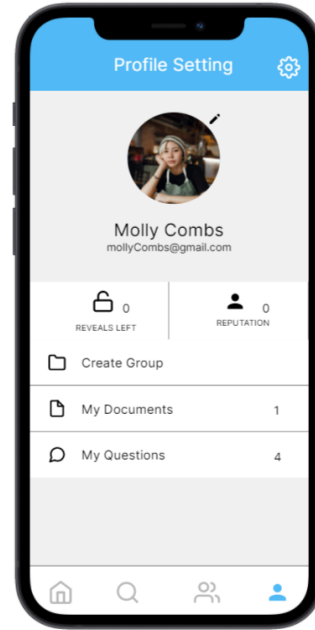 Profile Setting
Molly Combs
mollyCombs@gmail.com
0
REVEALS LEFT
0
REPUTATION
Create Group
My Documents 1
My Questions 4